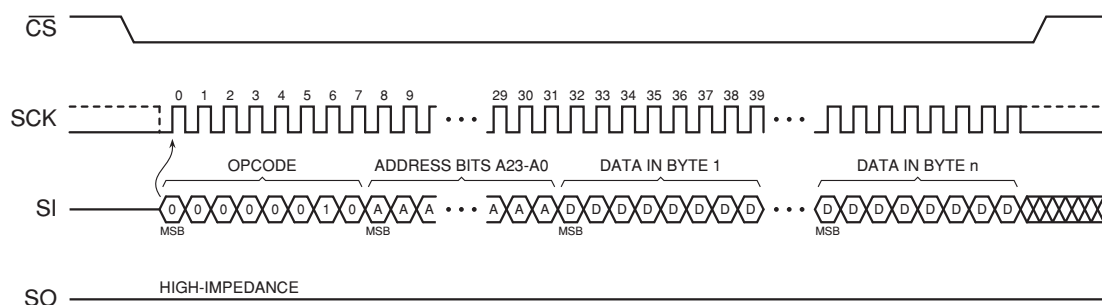 CS
0 1 2 3 4 5 6 7 8 9 29 30 31 32 33 34 35 36 37 38 39
SCK
OPCODE ADDRESS BITS A23-A0 DATA IN BYTE 1 DATA IN BYTE n
SI 0 0 0 0 0 0 1 0 A A A A A A D D D D D D D D D D D D D D D D
MSB MSB MSB MSB
HIGH-IMPEDANCE
SO